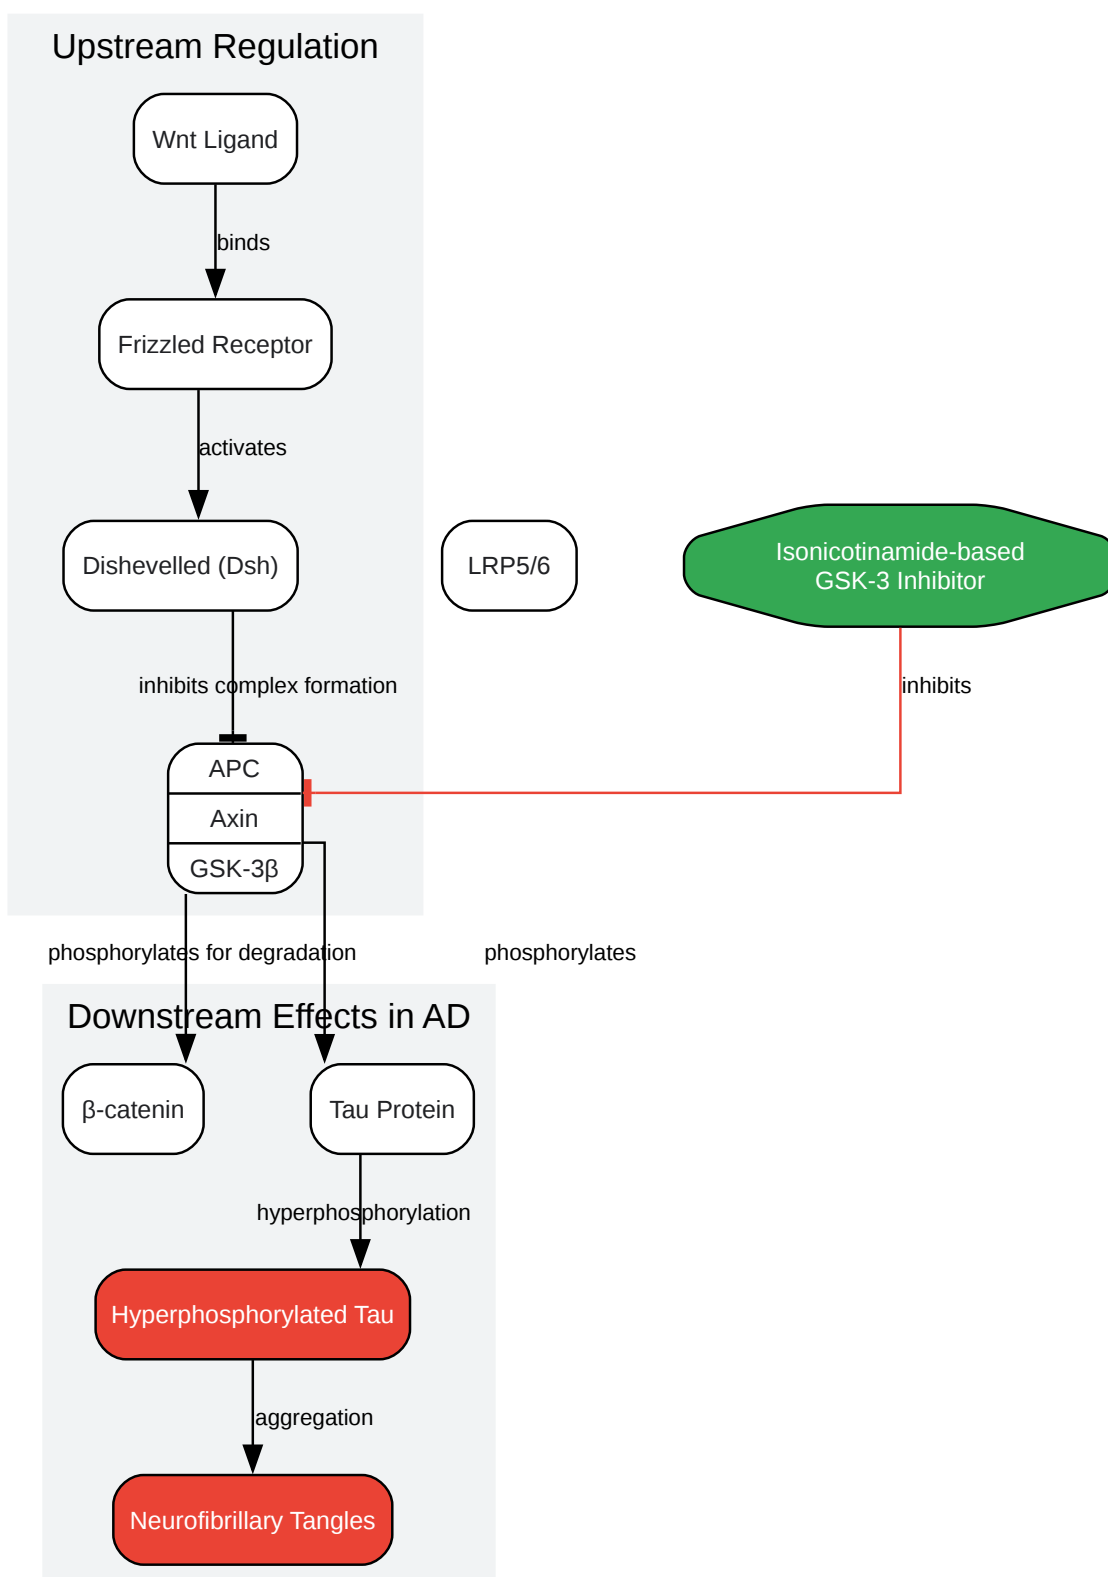 Upstream Regulation
Wnt Ligand
binds
Frizzled Receptor
activates
Dishevelled (Dsh)
LRP5/6
Isonicotinamide-based
GSK-3 Inhibitor
inhibits complex formation
inhibits
APC
Axin
GSK-3β
phosphorylates for degradation
phosphorylates
Downstream Effects in AD
β-catenin
Tau Protein
hyperphosphorylation
Hyperphosphorylated Tau
aggregation
Neurofibrillary Tangles